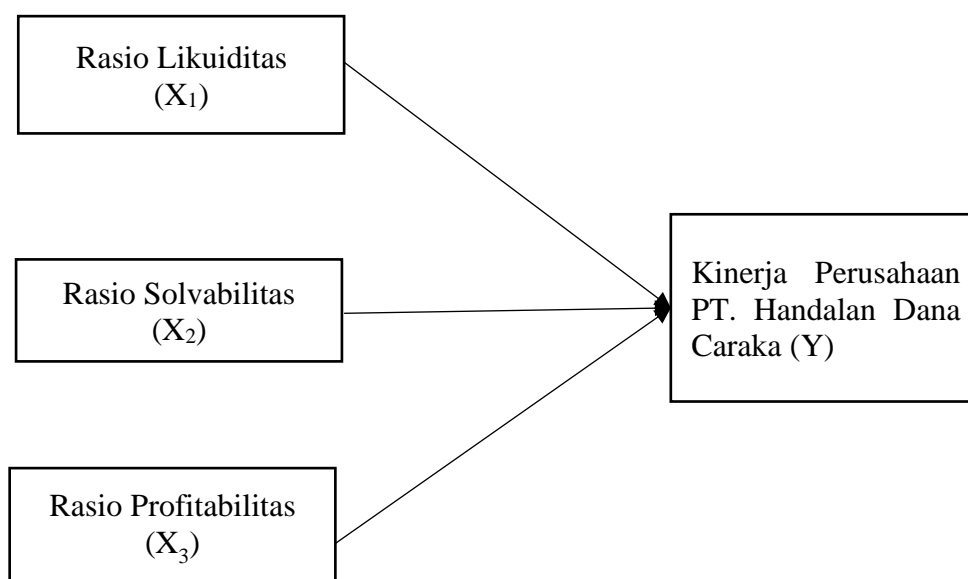 Rasio Likuiditas
(X₁)
Rasio Solvabilitas
(X₂)
Rasio Profitabilitas
(X₃)
Kinerja Perusahaan
PT. Handalan Dana
Caraka (Y)